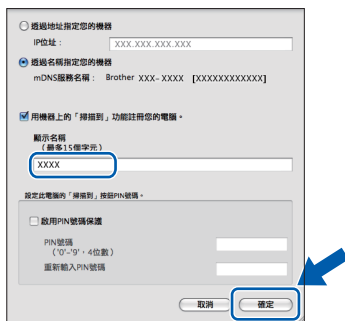 透過地址指定您的機器
IP位址： XXX.XXX.XXX.XXX
透過名稱指定您的機器
mDNS服務名稱： Brother XXX-XXXX [XXXXXXXXXXXX]
用機器上的「掃描到」功能註冊您的電腦。
顯示名稱
（最多15個字元）
XXXX
設定此電腦的「掃描到」按鈕PIN號碼。
啟用PIN號碼保護
PIN號碼
（'0'-'9'，4位數）
重新輸入PIN號碼
取消 確定